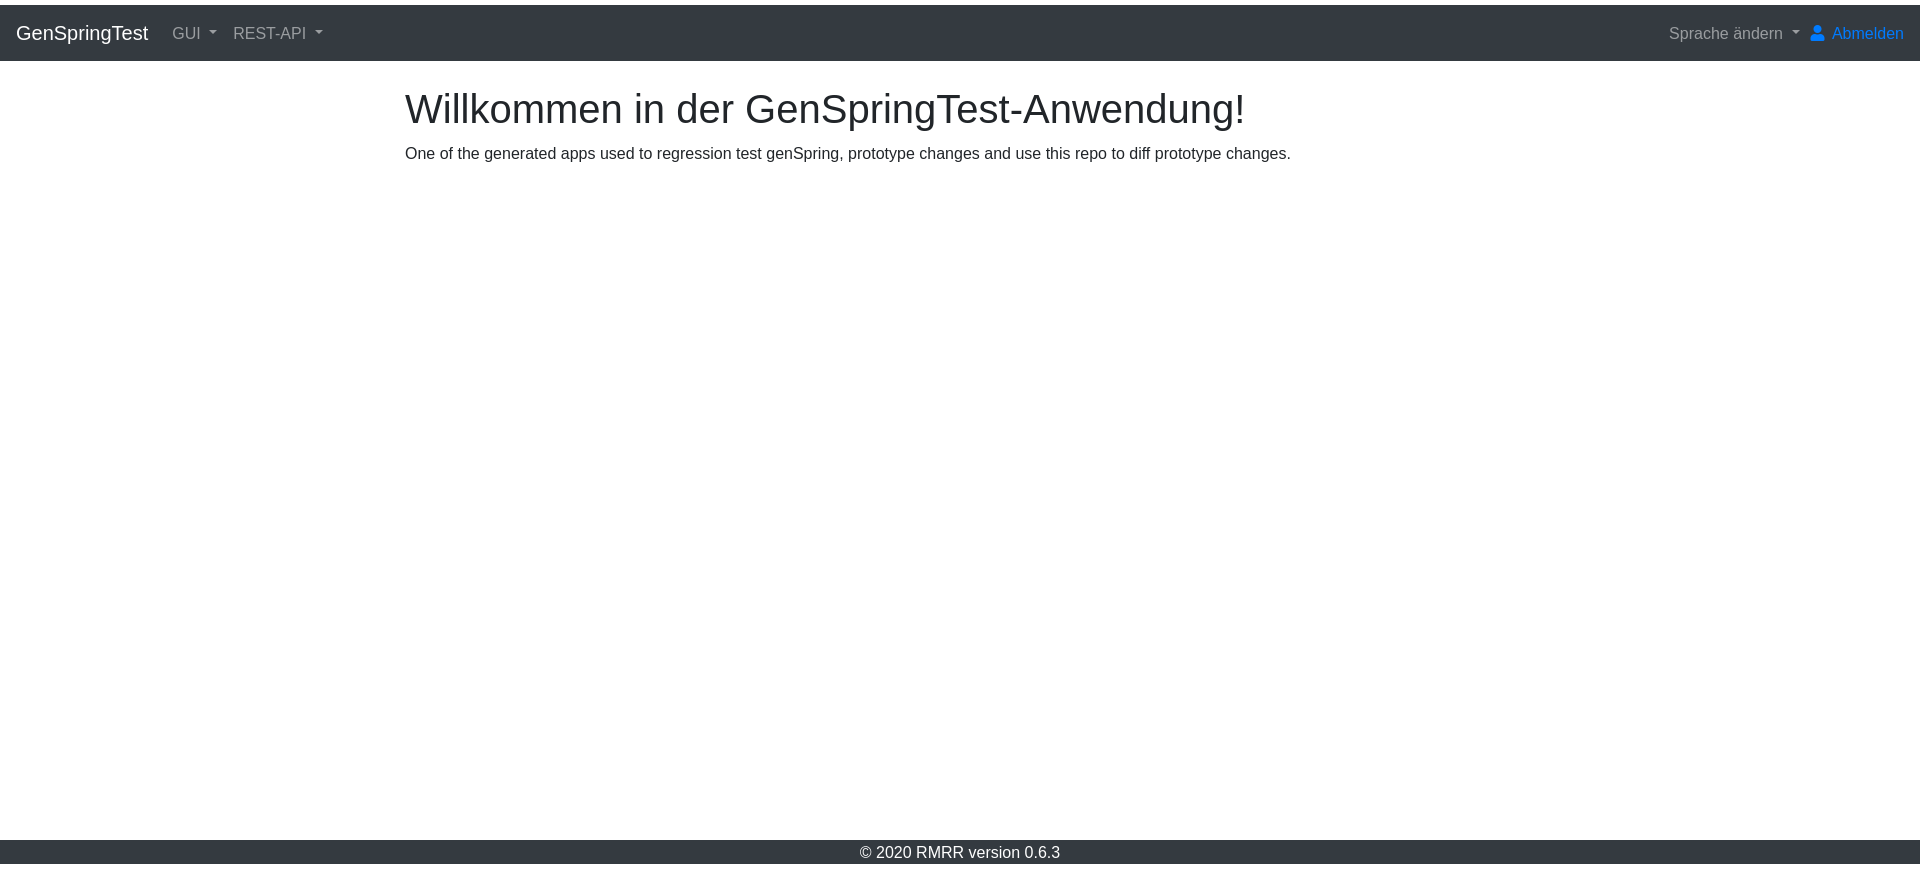 GenSpringTest GUI REST-API Sprache ändern Abmelden
Willkommen in der GenSpringTest-Anwendung!
One of the generated apps used to regression test genSpring, prototype changes and use this repo to diff prototype changes.
© 2020 RMRR version 0.6.3